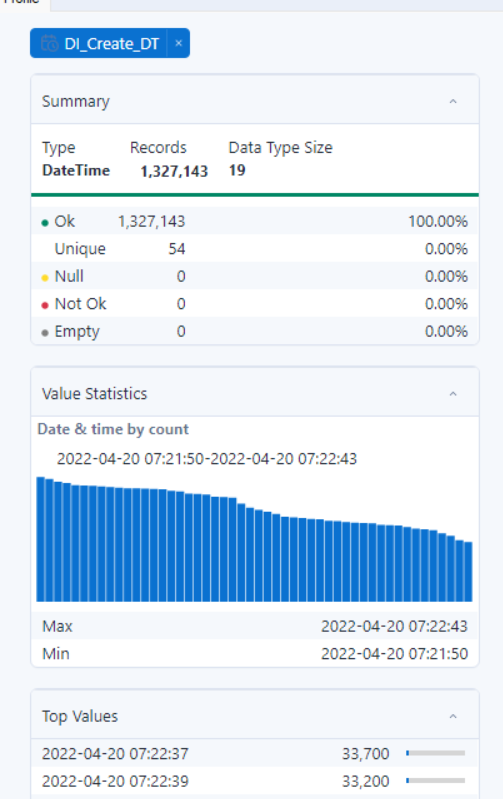 Profile
DI_Create_DT ×
Summary
Type Records Data Type Size
DateTime 1,327,143 19
Ok 1,327,143 100.00%
Unique 54 0.00%
Null 0 0.00%
Not Ok 0 0.00%
Empty 0 0.00%
Value Statistics
Date & time by count
2022-04-20 07:21:50-2022-04-20 07:22:43
Max 2022-04-20 07:22:43
Min 2022-04-20 07:21:50
Top Values
2022-04-20 07:22:37 33,700
2022-04-20 07:22:39 33,200